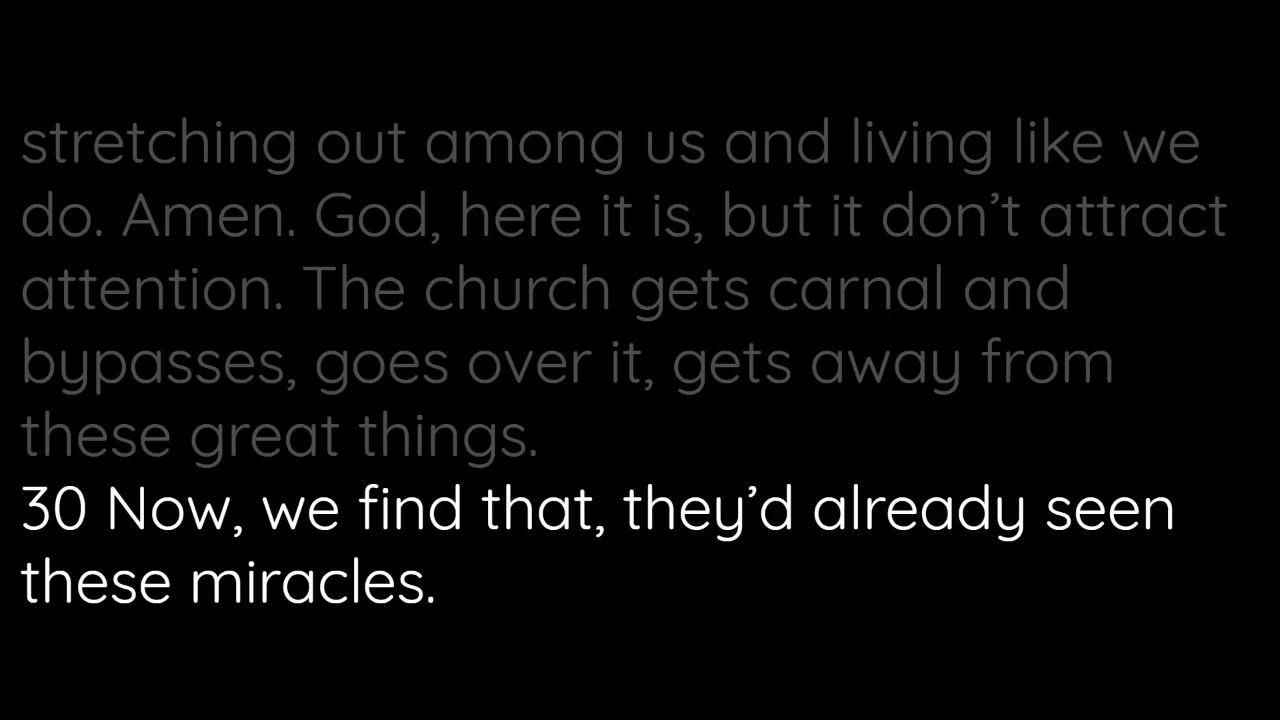 stretching out among us and living like we
do. Amen. God, here it is, but it don’t attract
attention. The church gets carnal and
bypasses, goes over it, gets away from
these great things.
30 Now, we find that, they’d already seen
these miracles.